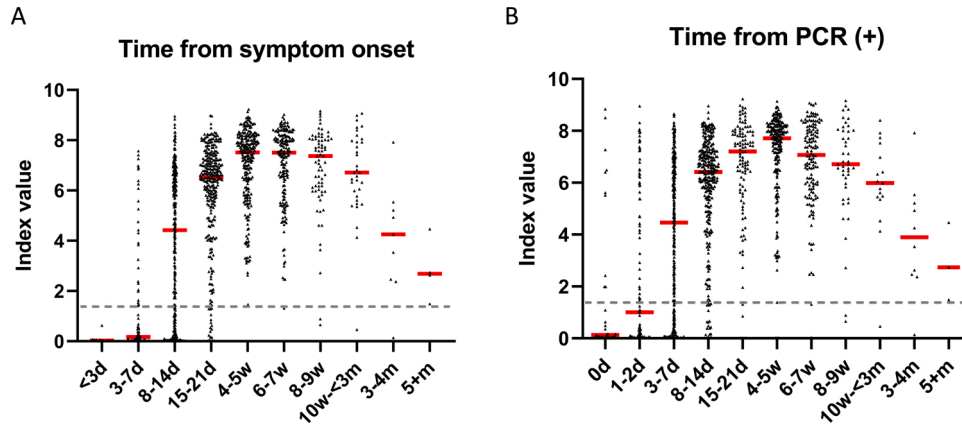 A
Time from symptom onset
Index value
10
8
6
4
2
0
<3d
3-7d
8-14d
15-21d
4-5w
6-7w
8-9w
10w-<3m
3-4m
5+m
B
Time from PCR (+)
Index value
10
8
6
4
2
0
0d
1-2d
3-7d
8-14d
15-21d
4-5w
6-7w
8-9w
10w-<3m
3-4m
5+m